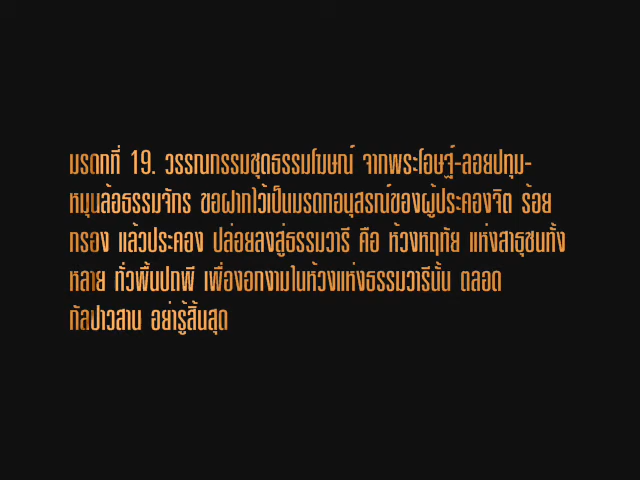 มรดกที่ 19. วรรณกรรมชุดธรรมโฆษณ์ จากพระโอษฐ์-ลอยปทุม-
หมุนล้อธรรมจักร ขอฝากไว้เป็นมรดกอนุสรณ์ของผู้ประคองจิต ร้อย
กรอง แล้วประคอง ปล่อยลงสู่ธรรมวารี คือ ห้วงหฤทัย แห่งสาธุชนทั้ง
หลาย ทั่วพื้นปถพี เพื่องอกงามในห้วงแห่งธรรมวารีนั้น ตลอด
กัลปาวสาน อย่ารู้สิ้นสุด